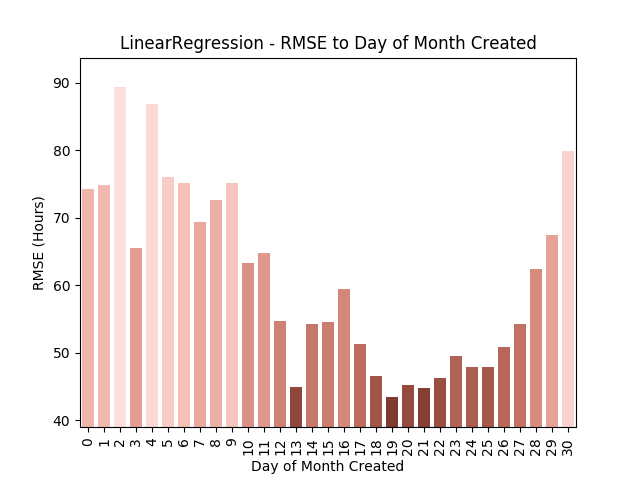 LinearRegression - RMSE to Day of Month Created
90
80
70
60
50
40
RMSE (Hours)
0 1 2 3 4 5 6 7 8 9 10 11 12 13 14 15 16 17 18 19 20 21 22 23 24 25 26 27 28 29 30
Day of Month Created